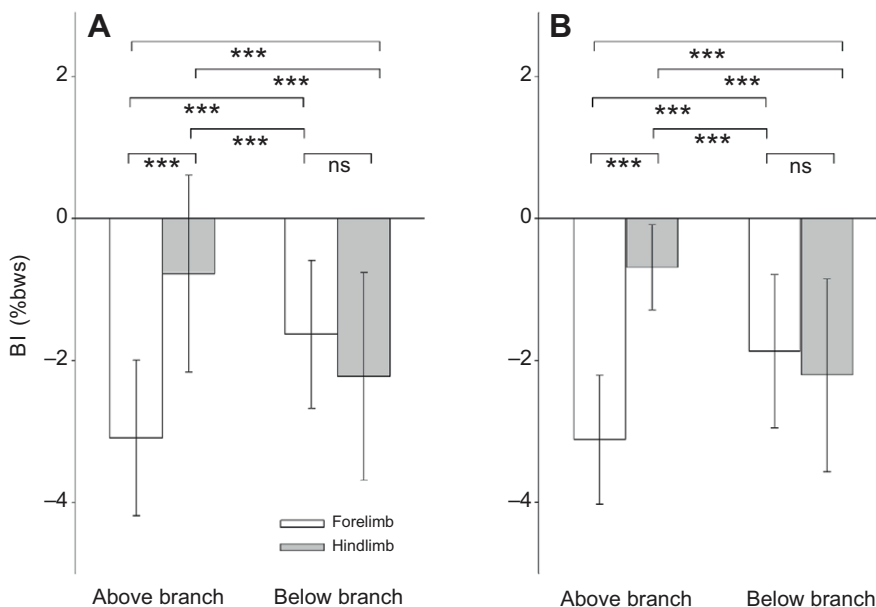 A
B
***
***
***
***
***
ns
***
***
***
***
***
ns
2
0
–2
–4
BI (%bws)
2
0
–2
–4
Forelimb
Hindlimb
Above branch
Below branch
Above branch
Below branch